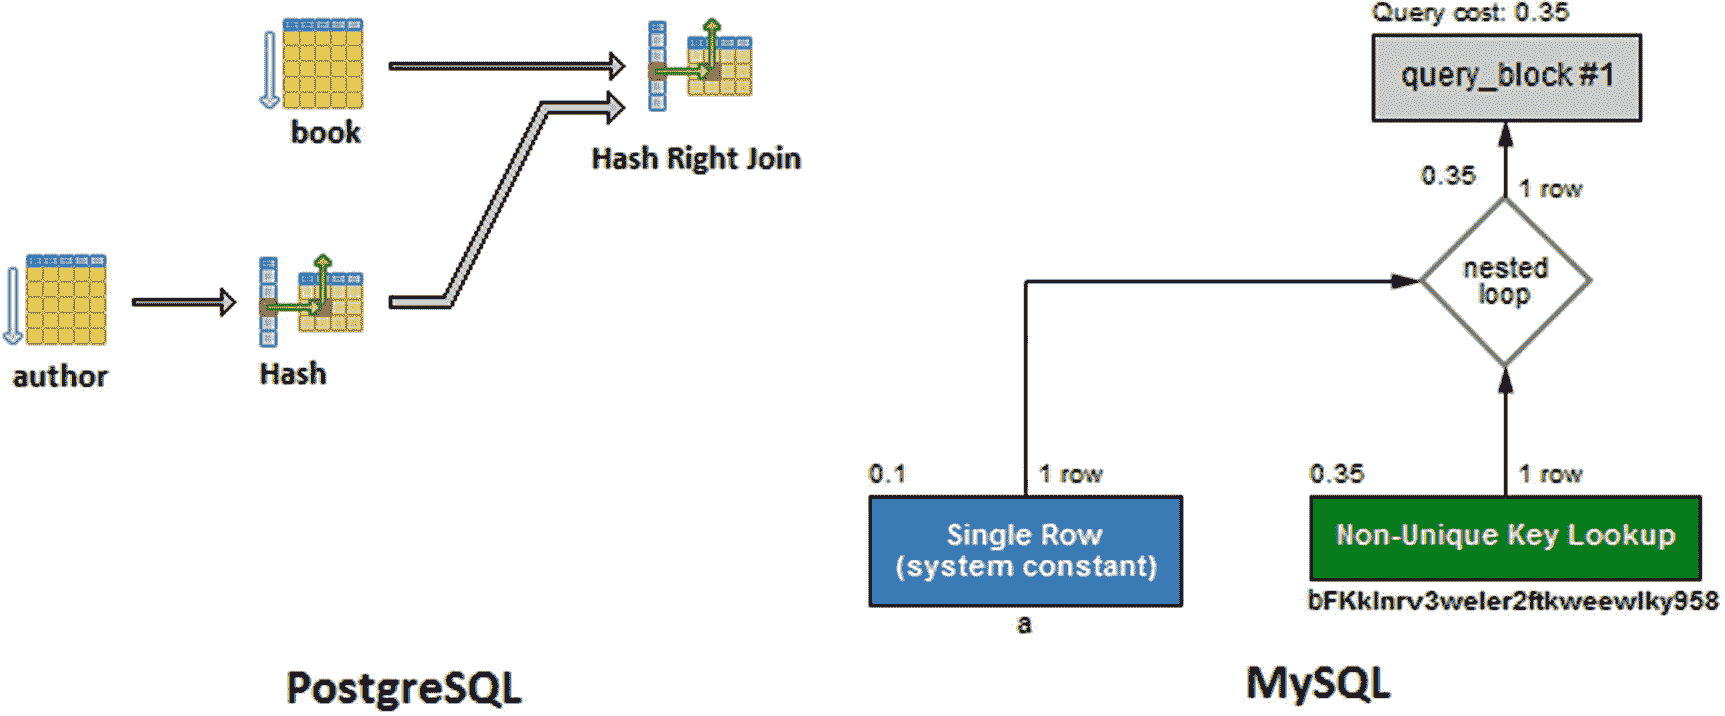 book
Hash Right Join
author
Hash
PostgreSQL
Query cost: 0.35
query_block #1
0.35
1 row
nested
loop
0.1
1 row
Single Row
(system constant)
a
0.35
1 row
Non-Unique Key Lookup
bFKklnrv3weler2ftkweewlky958
MySQL